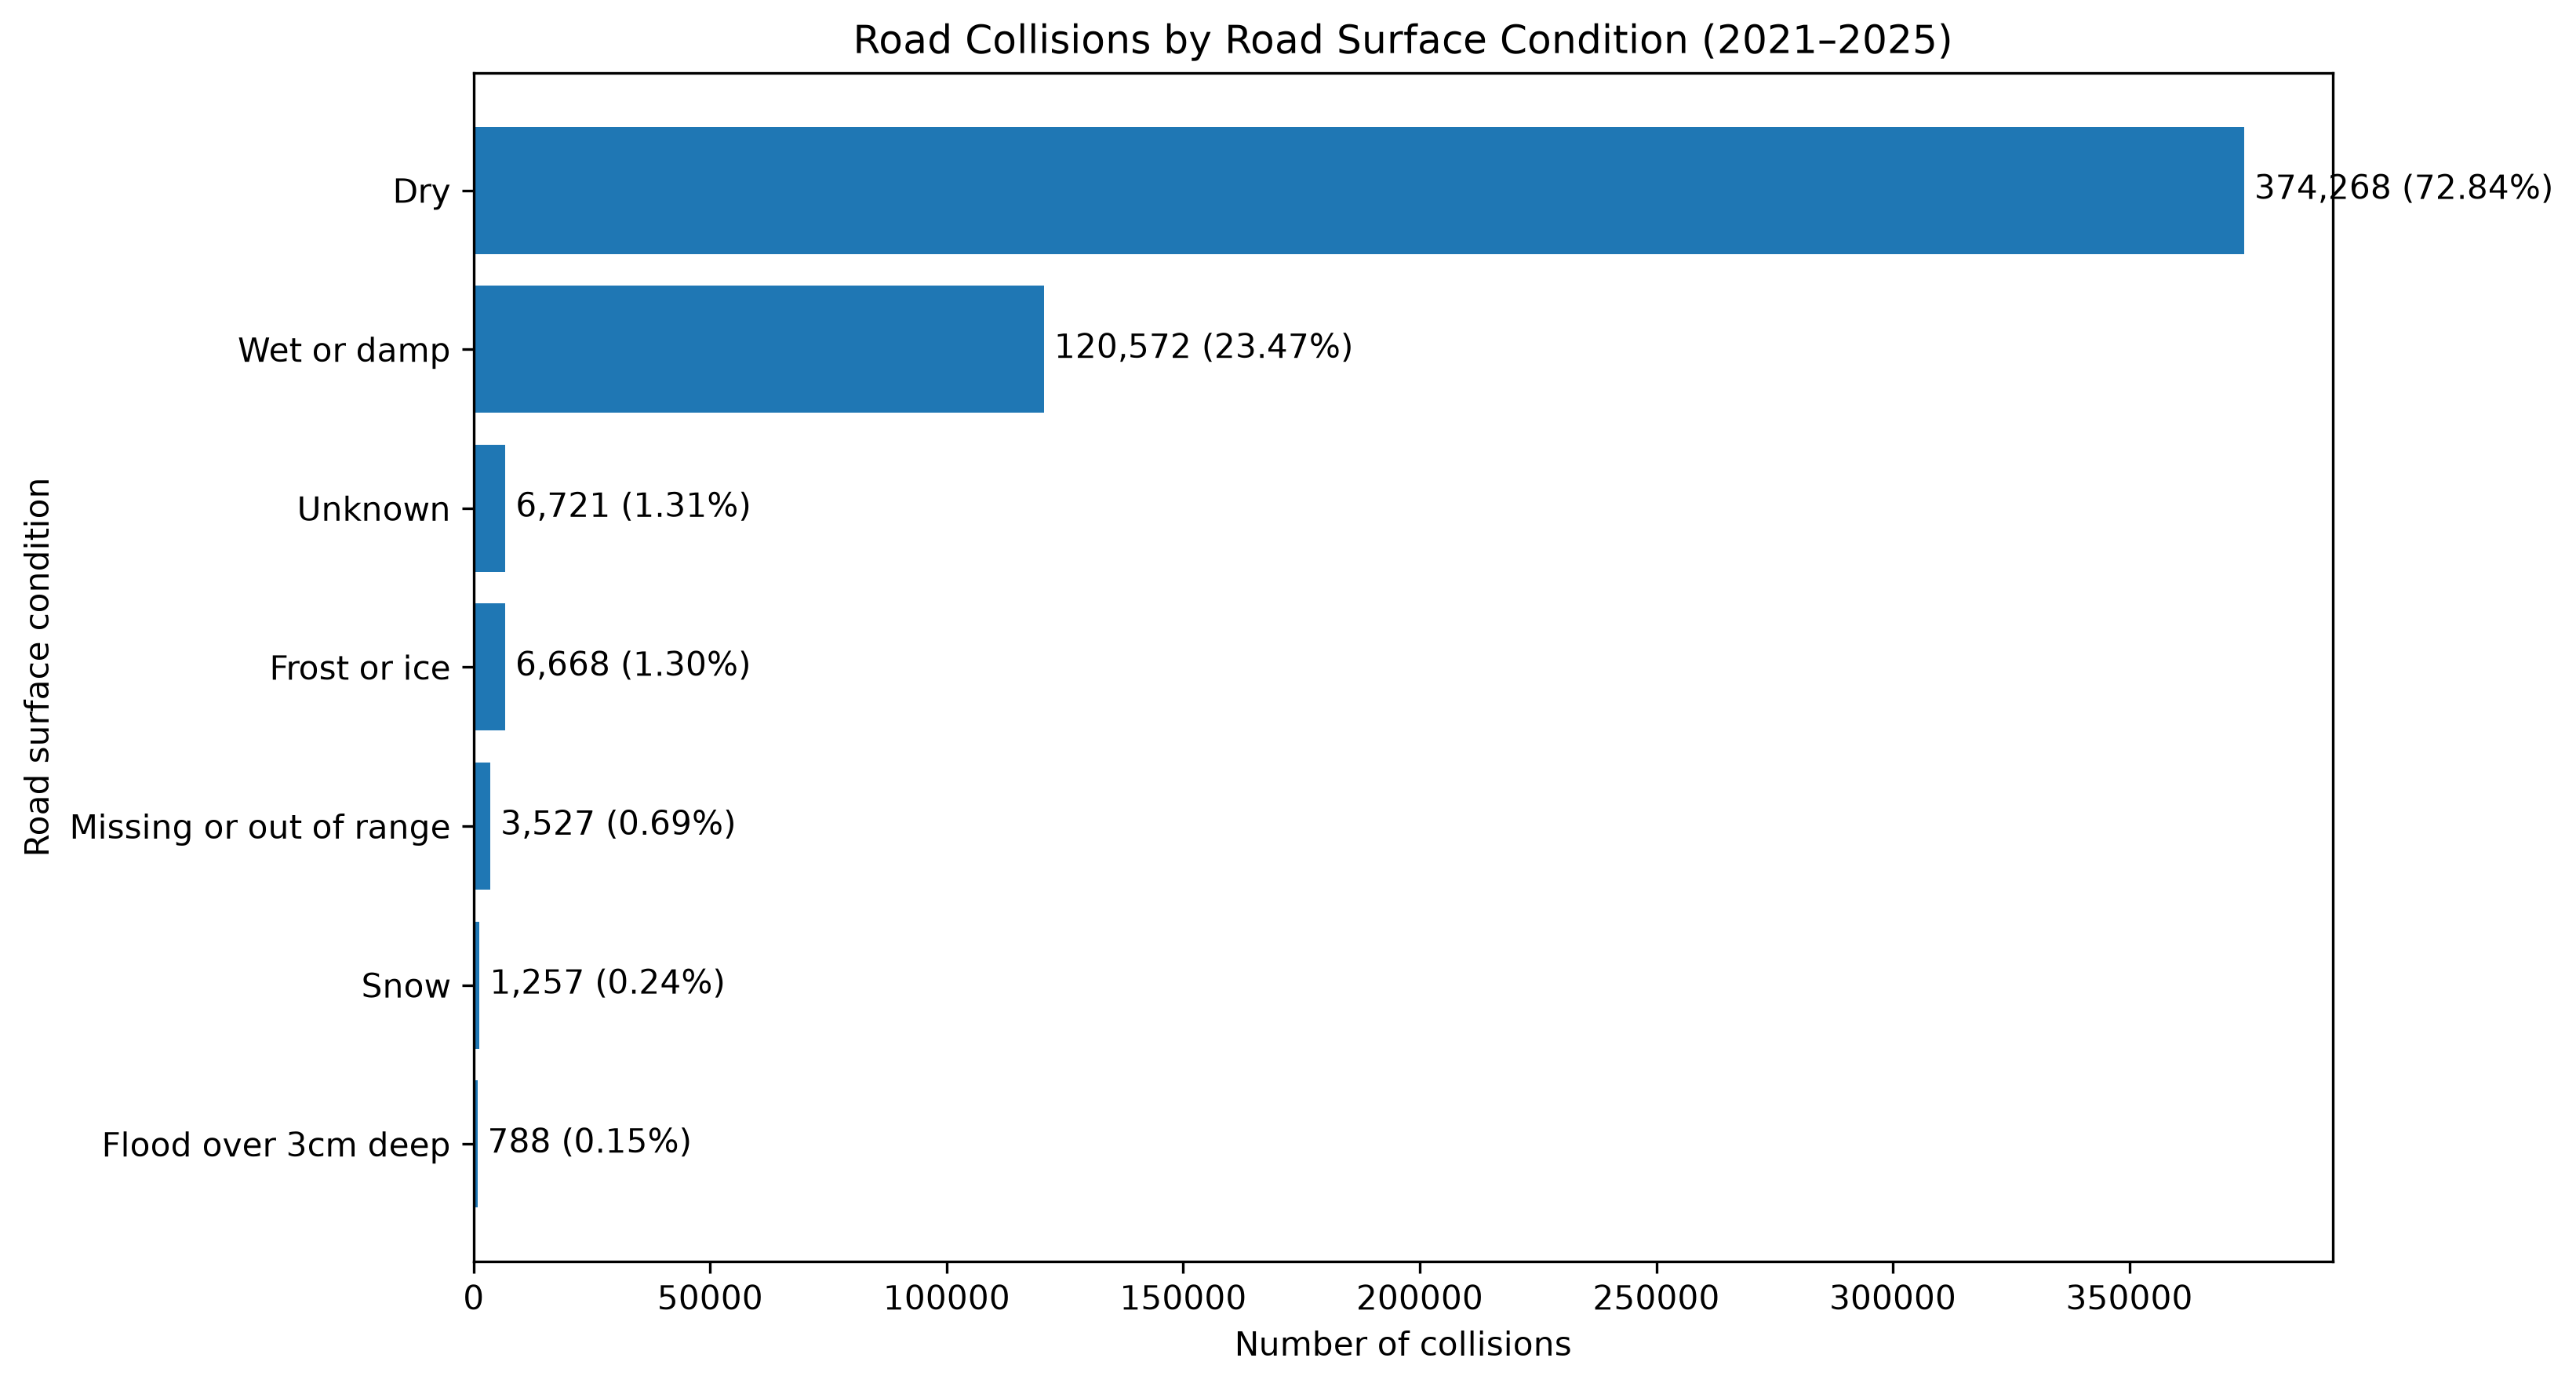 Road Collisions by Road Surface Condition (2021–2025)
Road surface condition
Dry
374,268 (72.84%)
Wet or damp
120,572 (23.47%)
Unknown
6,721 (1.31%)
Frost or ice
6,668 (1.30%)
Missing or out of range
3,527 (0.69%)
Snow
1,257 (0.24%)
Flood over 3cm deep
788 (0.15%)
0 50000 100000 150000 200000 250000 300000 350000
Number of collisions